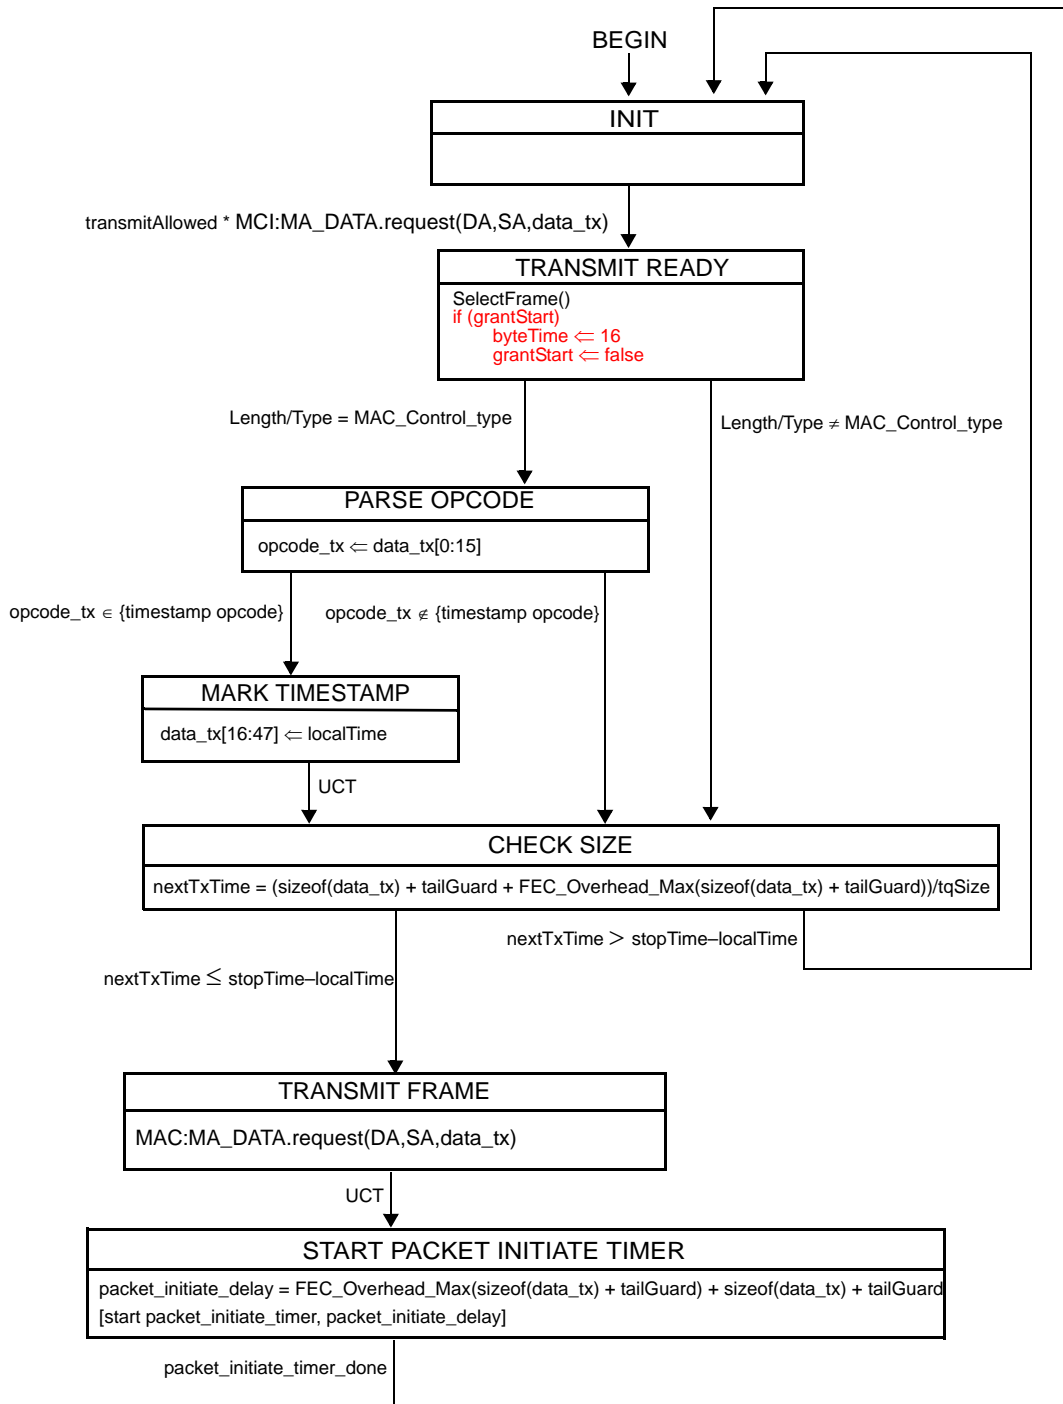 BEGIN
INIT
transmitAllowed * MCI:MA_DATA.request(DA,SA,data_tx)
TRANSMIT READY
SelectFrame()
if (grantStart)
byteTime ⇐ 16
grantStart ⇐ false
Length/Type = MAC_Control_type
Length/Type ≠ MAC_Control_type
PARSE OPCODE
opcode_tx ⇐ data_tx[0:15]
opcode_tx ∈ {timestamp opcode}
opcode_tx ∉ {timestamp opcode}
MARK TIMESTAMP
data_tx[16:47] ⇐ localTime
UCT
CHECK SIZE
nextTxTime = (sizeof(data_tx) + tailGuard + FEC_Overhead_Max(sizeof(data_tx) + tailGuard))/tqSize
nextTxTime > stopTime–localTime
nextTxTime ≤ stopTime–localTime
TRANSMIT FRAME
MAC:MA_DATA.request(DA,SA,data_tx)
UCT
START PACKET INITIATE TIMER
packet_initiate_delay = FEC_Overhead_Max(sizeof(data_tx) + tailGuard) + sizeof(data_tx) + tailGuard
[start packet_initiate_timer, packet_initiate_delay]
packet_initiate_timer_done